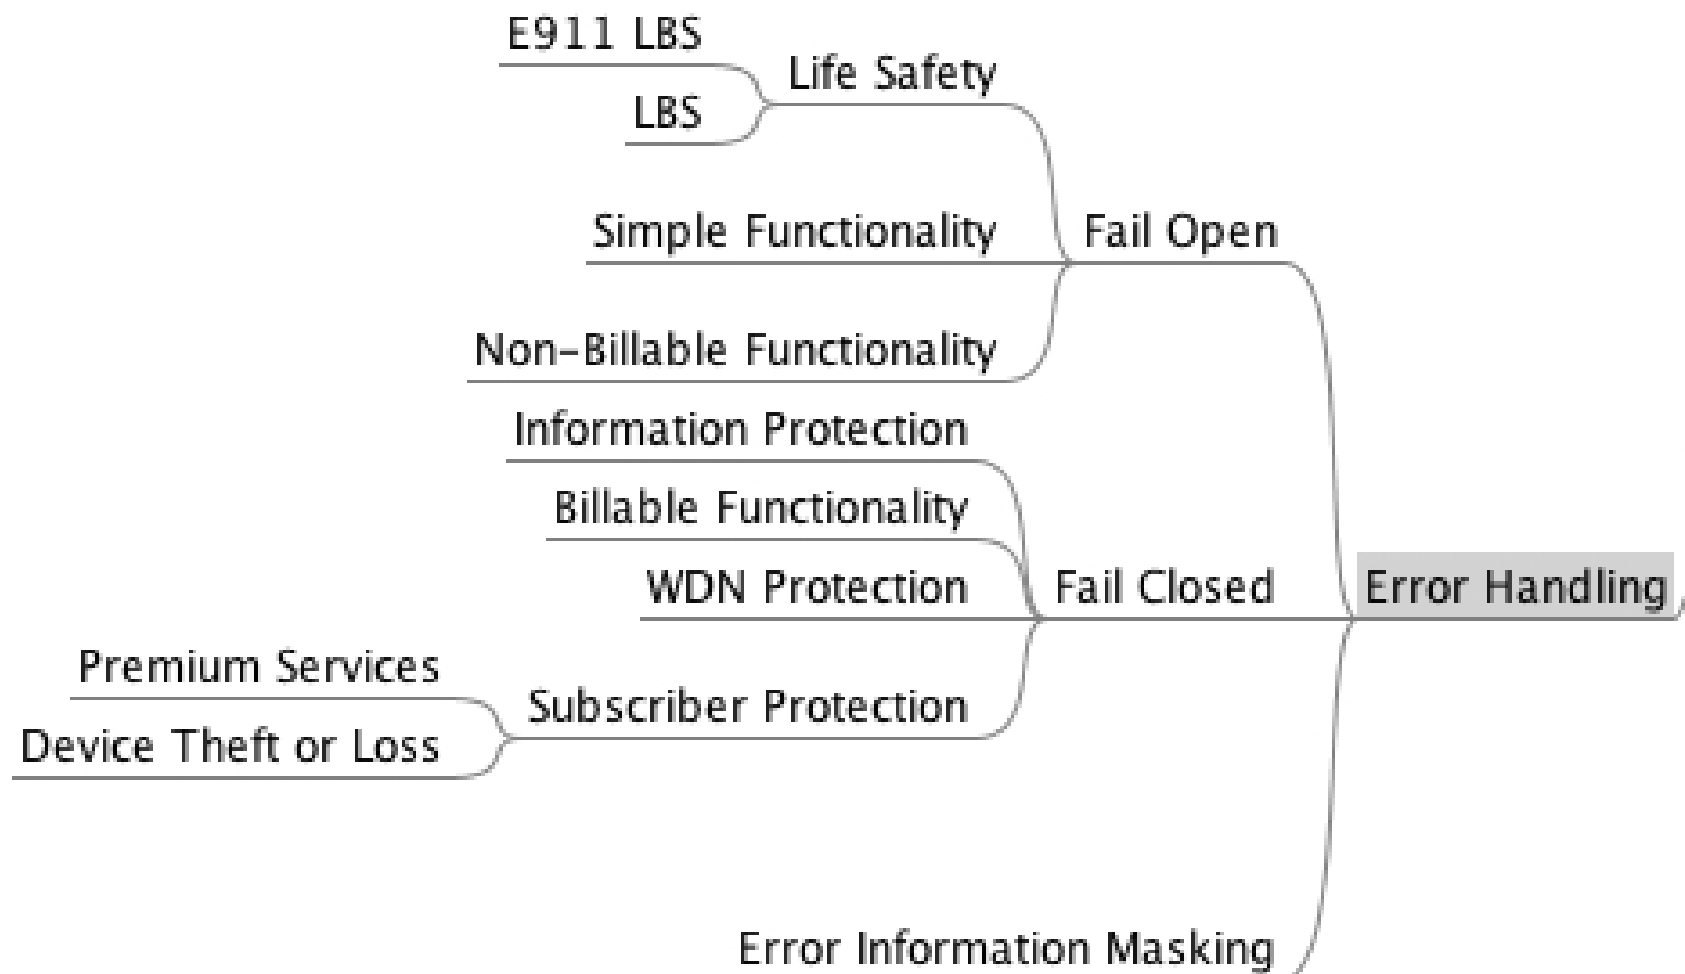 E911 LBS
Life Safety
LBS
Simple Functionality
Fail Open
Non-Billable Functionality
Information Protection
Billable Functionality
WDN Protection
Fail Closed
Error Handling
Premium Services
Subscriber Protection
Device Theft or Loss
Error Information Masking